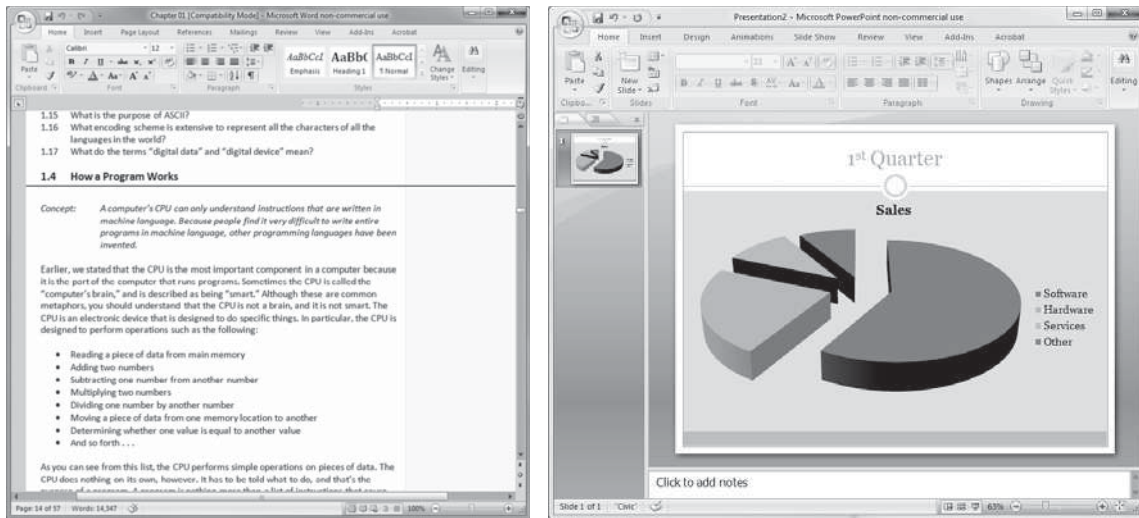 Chapter 01 [Compatibility Mode] - Microsoft Word non-commercial use
Home Insert Page Layout References Mailings Review View Add-Ins Acrobat
Calibri 12
AaBbCcI AaBbC AaBbCcI
Paste Emphasis Heading 1 ¶ Normal Change Styles Editing
Clipboard Font Paragraph Styles
1.15 What is the purpose of ASCII?
1.16 What encoding scheme is extensive to represent all the characters of all the
languages in the world?
1.17 What do the terms "digital data" and "digital device" mean?
1.4 How a Program Works
Concept: A computer's CPU can only understand instructions that are written in
machine language. Because people find it very difficult to write entire
programs in machine language, other programming languages have been
invented.
Earlier, we stated that the CPU is the most important component in a computer because
it is the part of the computer that runs programs. Sometimes the CPU is called the
"computer's brain," and is described as being "smart." Although these are common
metaphors, you should understand that the CPU is not a brain, and it is not smart. The
CPU is an electronic device that is designed to do specific things. In particular, the CPU is
designed to perform operations such as the following:
• Reading a piece of data from main memory
• Adding two numbers
• Subtracting one number from another number
• Multiplying two numbers
• Dividing one number by another number
• Moving a piece of data from one memory location to another
• Determining whether one value is equal to another value
• And so forth . . .
As you can see from this list, the CPU performs simple operations on pieces of data. The
CPU does nothing on its own, however. It has to be told what to do, and that's the
purpose of a program. A program is nothing more than a list of instructions that cause
Page: 14 of 57 Words: 14,347 100%
Presentation2 - Microsoft PowerPoint non-commercial use
Home Insert Design Animations Slide Show Review View Add-Ins Acrobat
Paste New Slide Shapes Arrange Quick Styles Editing
Clipbo... Slides Font Paragraph Drawing
1st Quarter
Sales
Software
Hardware
Services
Other
Click to add notes
Slide 1 of 1 "Civic" 63%